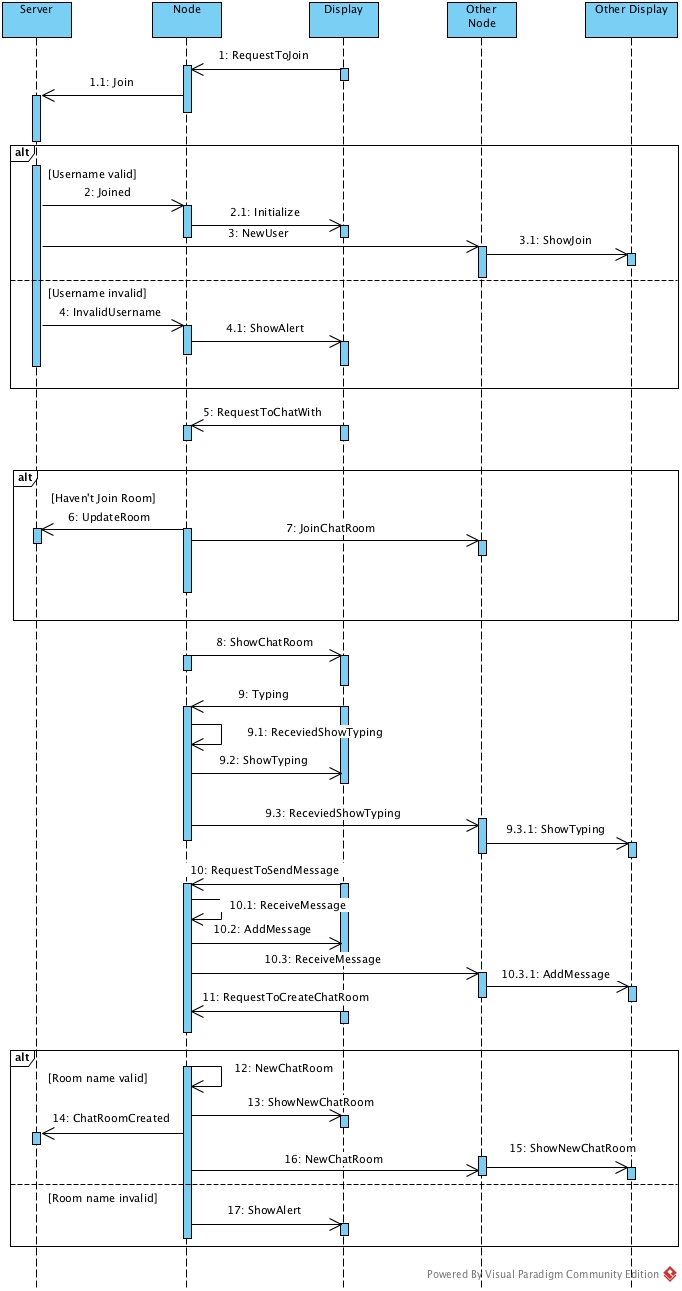 Server
Node
Display
Other
Node
Other Display
1: RequestToJoin
1.1: Join
alt
[Username valid]
2: Joined
2.1: Initialize
3: NewUser
3.1: ShowJoin
[Username invalid]
4: InvalidUsername
4.1: ShowAlert
5: RequestToChatWith
alt
[Haven't Join Room]
6: UpdateRoom
7: JoinChatRoom
8: ShowChatRoom
9: Typing
9.1: ReceviedShowTyping
9.2: ShowTyping
9.3: ReceviedShowTyping
9.3.1: ShowTyping
10: RequestToSendMessage
10.1: ReceiveMessage
10.2: AddMessage
10.3: ReceiveMessage
10.3.1: AddMessage
11: RequestToCreateChatRoom
alt
12: NewChatRoom
[Room name valid]
13: ShowNewChatRoom
14: ChatRoomCreated
15: ShowNewChatRoom
16: NewChatRoom
[Room name invalid]
17: ShowAlert
Powered By Visual Paradigm Community Edition